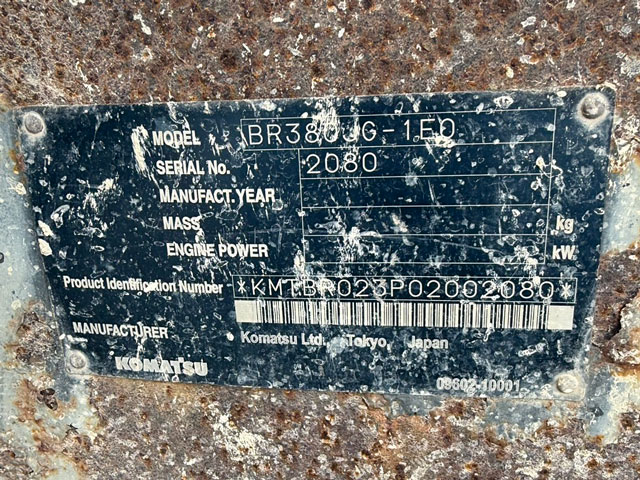 MODEL BR380JG-1E0
SERIAL No. 2080
MANUFACT.YEAR
MASS kg
ENGINE POWER kW
Product Identification Number *KMTBR023P02002080*
MANUFACTURER Komatsu Ltd. Tokyo, Japan
KOMATSU 09602-10001